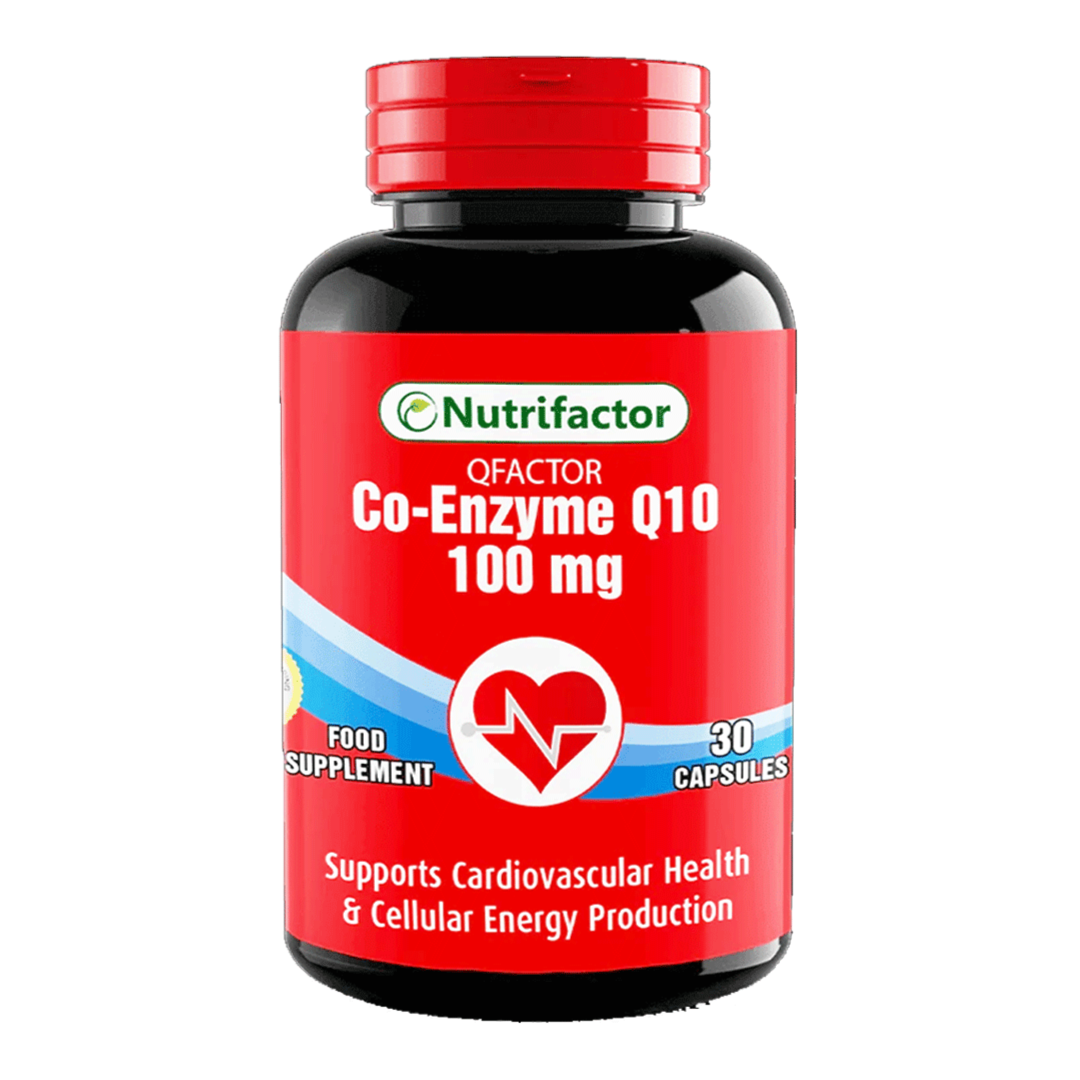 Nutrifactor
QFACTOR
Co-Enzyme Q10
100 mg
FOOD
SUPPLEMENT
30
CAPSULES
Supports Cardiovascular Health
& Cellular Energy Production